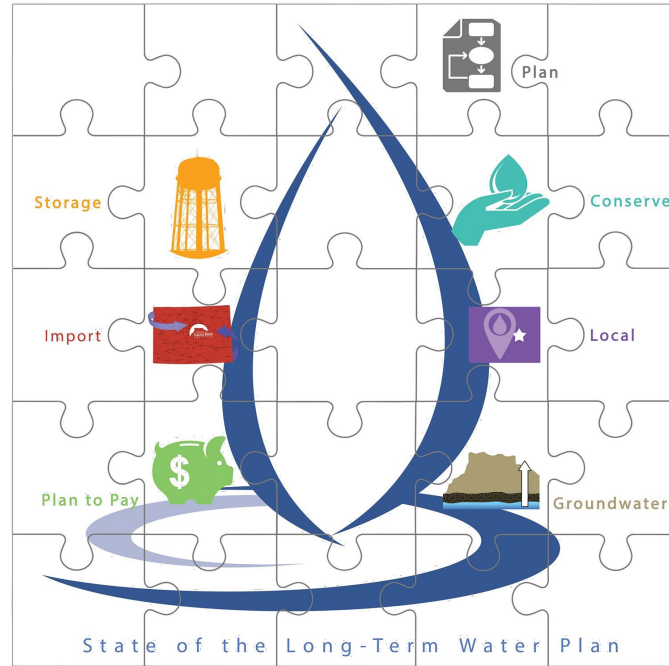 Plan
Storage
Conserve
Import
Local
$
Plan to Pay
Groundwater
State of the Long-Term Water Plan